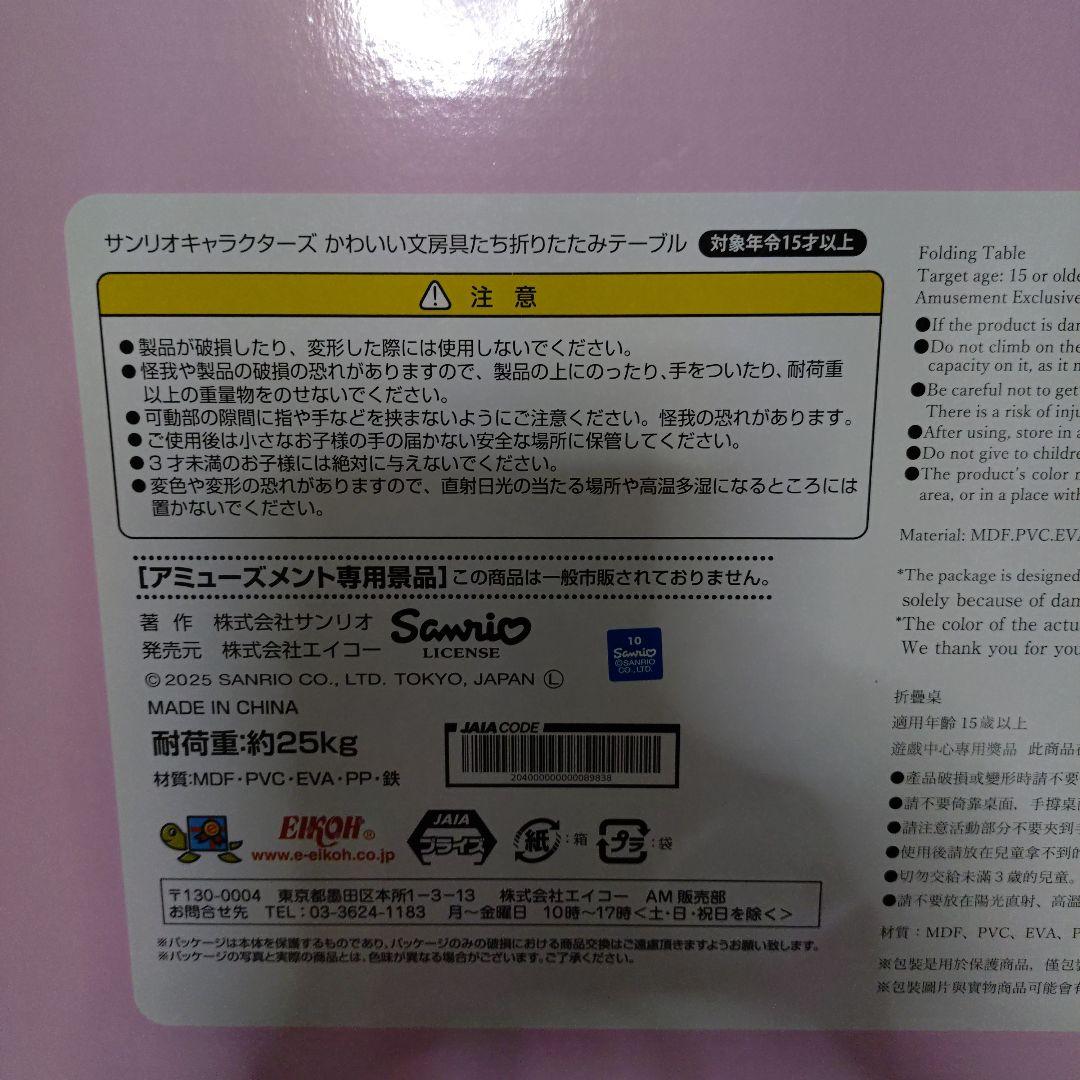 サンリオキャラクターズ かわいい文房具たち折りたたみテーブル 対象年令15才以上
注 意
●製品が破損したり、変形した際には使用しないでください。
●怪我や製品の破損の恐れがありますので、製品の上にのったり、手をついたり、耐荷重
以上の重量物をのせないでください。
●可動部の隙間に指や手などを挟まないようにご注意ください。怪我の恐れがあります。
●ご使用後は小さなお子様の手の届かない安全な場所に保管してください。
●3才未満のお子様には絶対に与えないでください。
●変色や変形の恐れがありますので、直射日光の当たる場所や高温多湿になるところには
置かないでください。
[アミューズメント専用景品]この商品は一般市販されておりません。
著 作 株式会社サンリオ
発売元 株式会社エイコー
Sanrio
LICENSE
10
Sanrio
©SANRIO
CO., LTD.
©2025 SANRIO CO., LTD. TOKYO, JAPAN Ⓛ
MADE IN CHINA
耐荷重:約25kg
材質:MDF・PVC・EVA・PP・鉄
JAIA CODE
20400000000089838
EIKOH®
www.e-eikoh.co.jp
JAIA
プライズ
紙:箱
プラ:袋
〒130-0004 東京都墨田区本所1-3-13 株式会社エイコー AM販売部
お問合せ先 TEL:03-3624-1183 月~金曜日 10時~17時<土・日・祝日を除く>
※パッケージは本体を保護するものであり、パッケージのみの破損における商品交換はご遠慮頂きますようお願い致します。
※パッケージの写真と実際の商品とは、色味が異なる場合がございます。ご了承ください。
Folding Table
Target age: 15 or olde
Amusement Exclusive
●If the product is dam
●Do not climb on the
capacity on it, as it m
●Be careful not to get
There is a risk of inju
●After using, store in a
●Do not give to childre
●The product's color m
area, or in a place with
Material: MDF.PVC.EVA
*The package is designed
solely because of dam
*The color of the actu
We thank you for you
折疊桌
適用年齡15歲以上
遊戲中心專用獎品 此商品在
●產品破損或變形時請不要
●請不要倚靠桌面，手撐桌面
●請注意活動部分不要夾到手
●使用後請放在兒童拿不到的
●切勿交給未滿3歲的兒童。
●請不要放在陽光直射、高溫
材質：MDF、PVC、EVA、P
※包裝是用於保護商品，僅包裝
※包裝圖片與實物商品可能會有